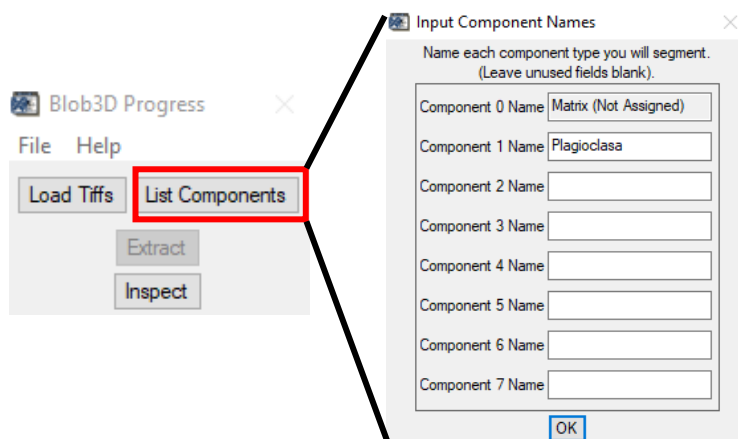 Blob3D Progress
File Help
Load Tiffs List Components
Extract
Inspect
Input Component Names
Name each component type you will segment.
(Leave unused fields blank).
Component 0 Name Matrix (Not Assigned)
Component 1 Name Plagioclasa
Component 2 Name
Component 3 Name
Component 4 Name
Component 5 Name
Component 6 Name
Component 7 Name
OK